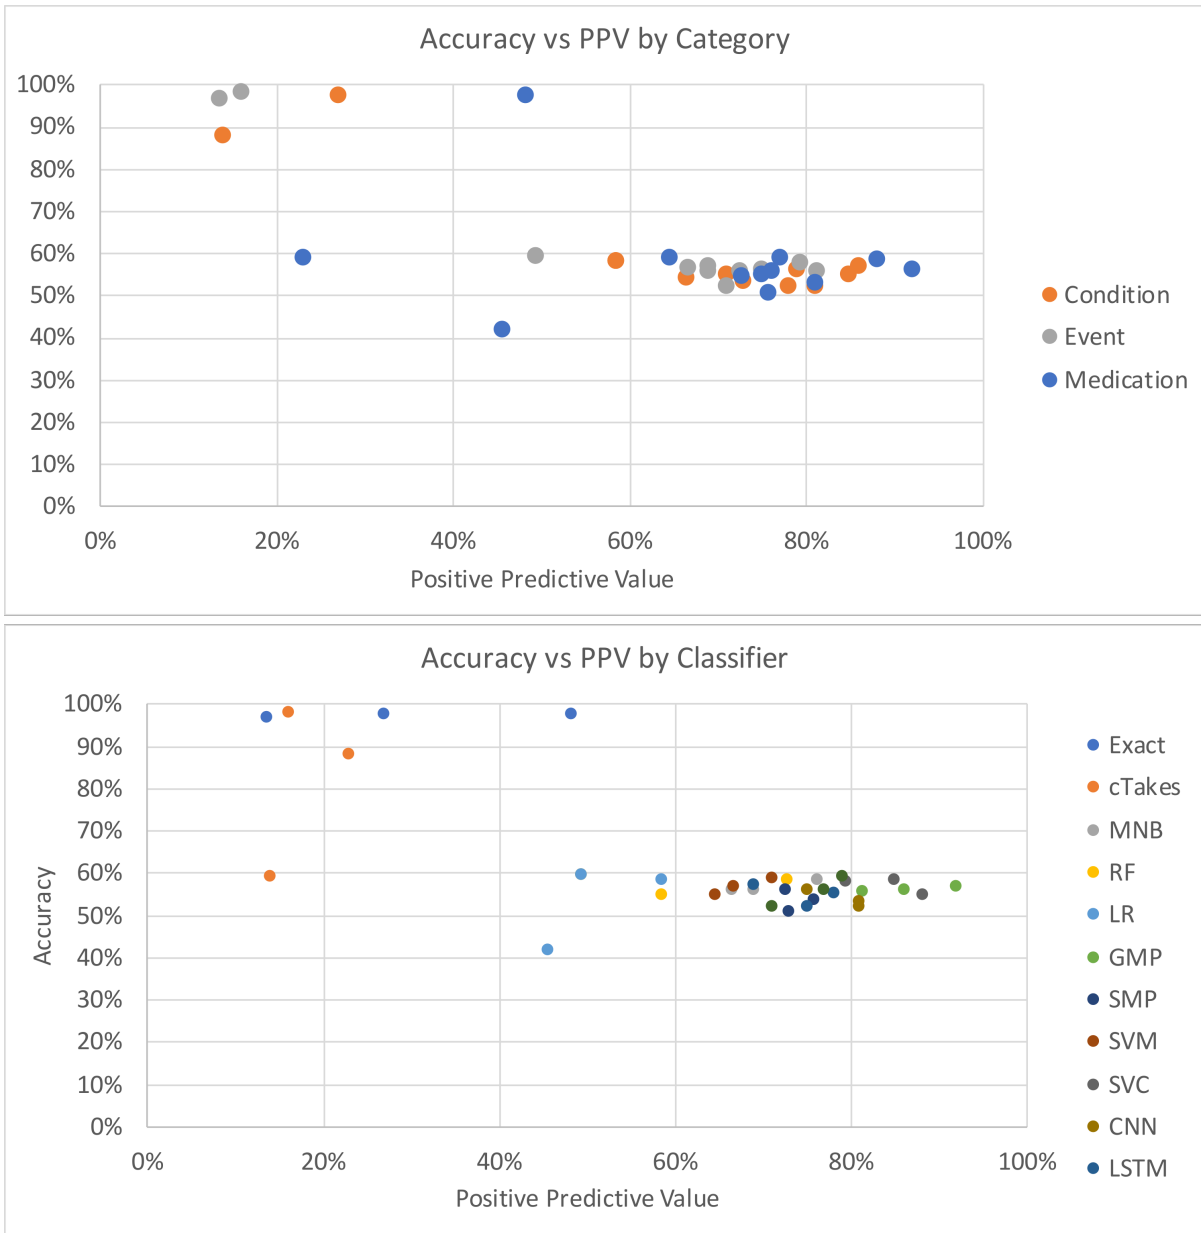 Accuracy vs PPV by Category
100%
90%
80%
70%
60%
50%
40%
30%
20%
10%
0%
0% 20% 40% 60% 80% 100%
Positive Predictive Value
Condition
Event
Medication
Accuracy vs PPV by Classifier
Accuracy
100%
90%
80%
70%
60%
50%
40%
30%
20%
10%
0%
0% 20% 40% 60% 80% 100%
Positive Predictive Value
Exact
cTakes
MNB
RF
LR
GMP
SMP
SVM
SVC
CNN
LSTM